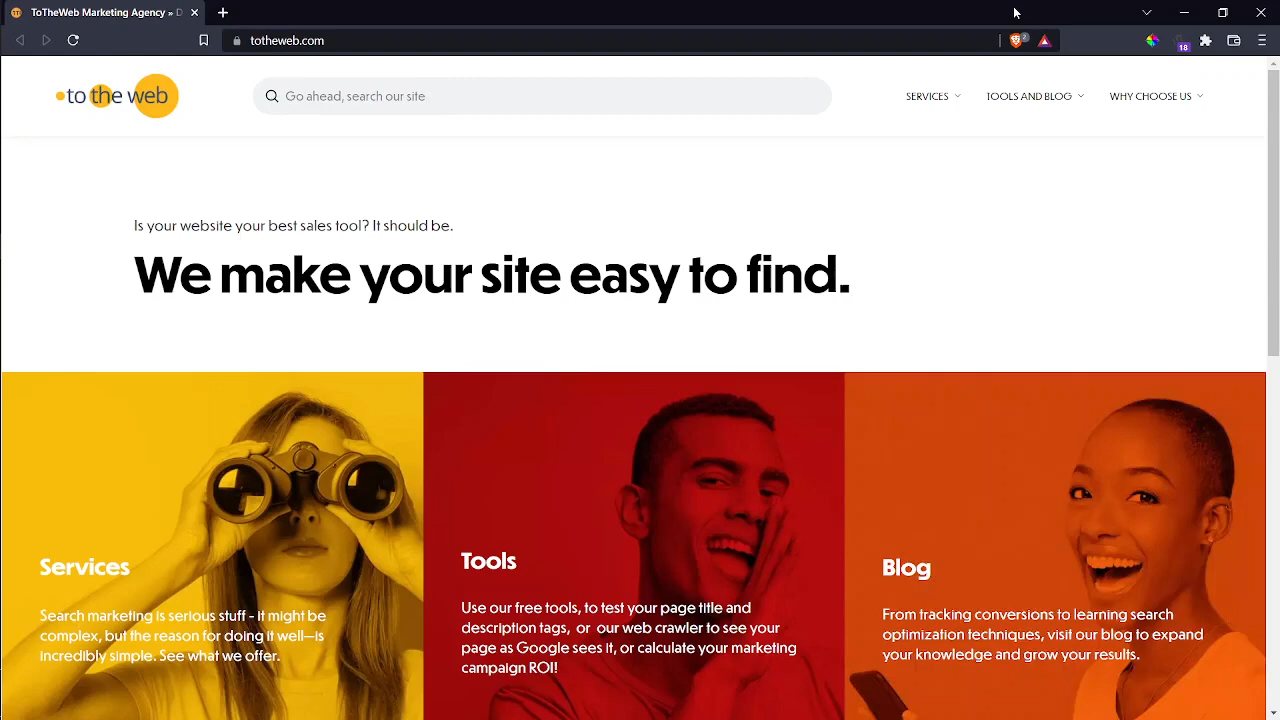 ToTheWeb Marketing Agency » D
totheweb.com
2
18
to the web
Go ahead, search our site
SERVICES
TOOLS AND BLOG
WHY CHOOSE US
Is your website your best sales tool? It should be.
We make your site easy to find.
Services
Search marketing is serious stuff - it might be
complex, but the reason for doing it well—is
incredibly simple. See what we offer.
Tools
Use our free tools, to test your page title and
description tags, or our web crawler to see your
page as Google sees it, or calculate your marketing
campaign ROI!
Blog
From tracking conversions to learning search
optimization techniques, visit our blog to expand
your knowledge and grow your results.